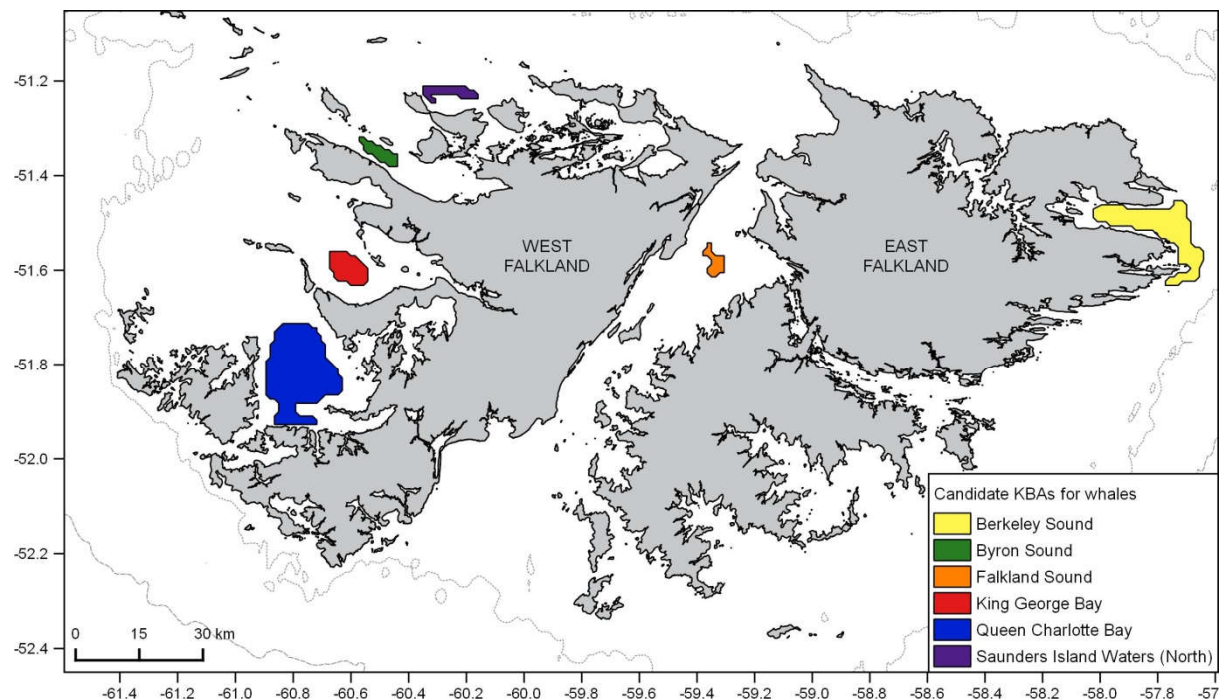 -51.2
-51.4
-51.6
-51.8
-52.0
-52.2
-52.4
WEST
FALKLAND
EAST
FALKLAND
0 15 30 km
Candidate KBAs for whales
Berkeley Sound
Byron Sound
Falkland Sound
King George Bay
Queen Charlotte Bay
Saunders Island Waters (North)
-61.4 -61.2 -61.0 -60.8 -60.6 -60.4 -60.2 -60.0 -59.8 -59.6 -59.4 -59.2 -59.0 -58.8 -58.6 -58.4 -58.2 -58.0 -57.8